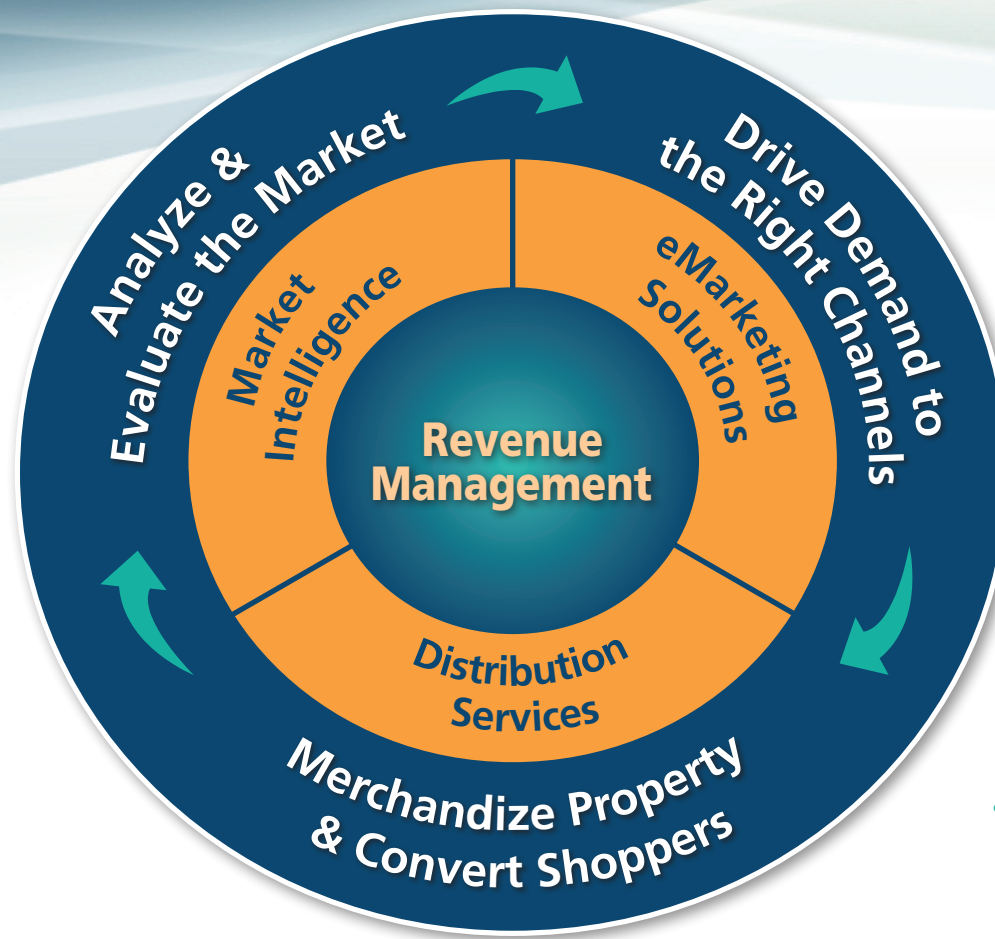 Analyze &
Evaluate the Market
Drive Demand to
the Right Channels
Market
Intelligence
eMarketing
Solutions
Revenue
Management
Distribution
Services
Merchandize Property
& Convert Shoppers